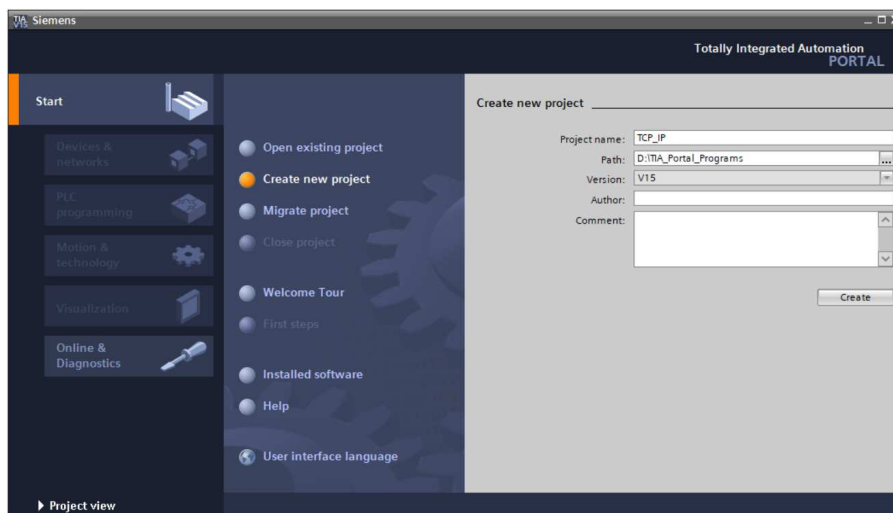 TIA V15 Siemens
Totally Integrated Automation
PORTAL
Start
Devices &
networks
PLC
programming
Motion &
technology
Visualization
Online &
Diagnostics
Open existing project
Create new project
Migrate project
Close project
Welcome Tour
First steps
Installed software
Help
User interface language
Create new project
Project name: TCP_IP
Path: D:\TIA_Portal_Programs ...
Version: V15
Author:
Comment:
Create
Project view